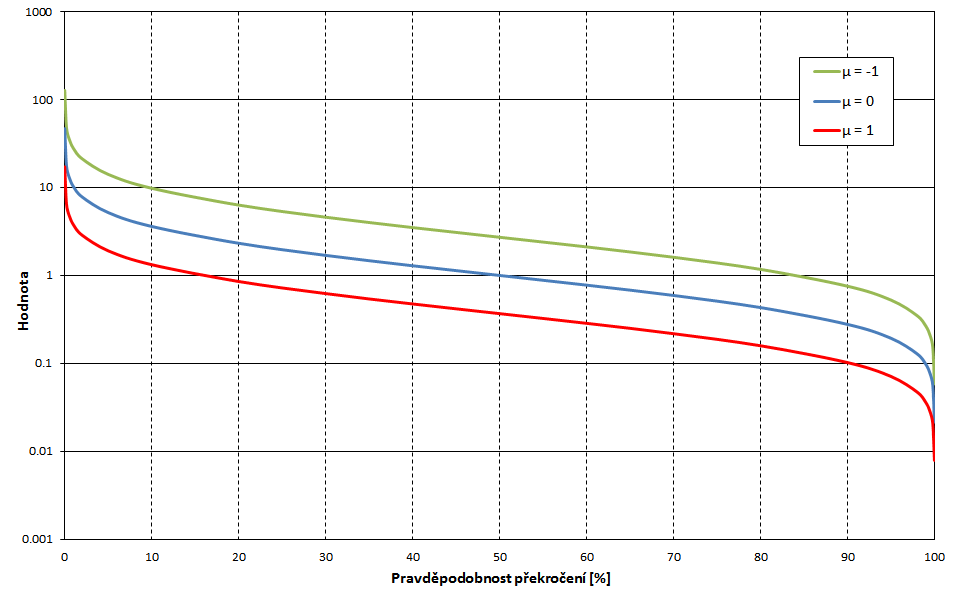 1000
100
10
1
0.1
0.01
0.001
Hodnota
μ = -1
μ = 0
μ = 1
0 10 20 30 40 50 60 70 80 90 100
Pravděpodobnost překročení [%]